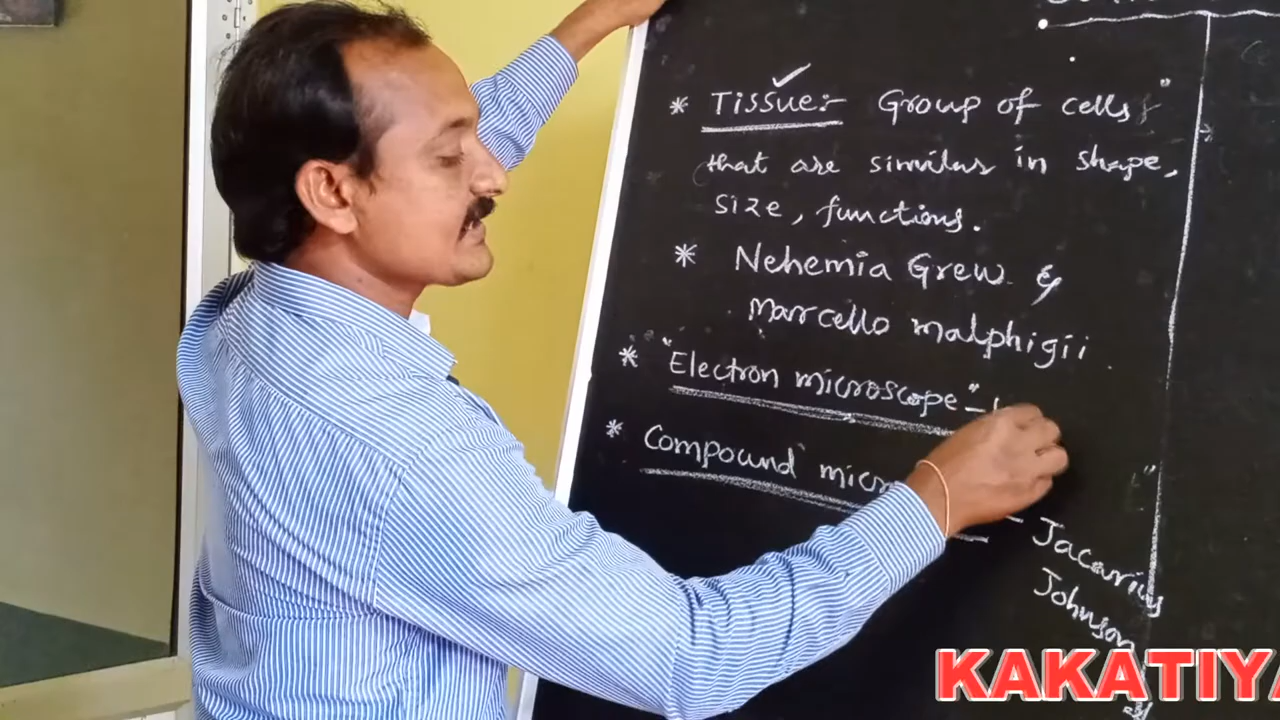 * Tissue:- Group of cells"
that are similar in shape,
size, functions.
* Nehemia Grew &
Marcello malphigii
* "Electron microscope" -
* Compound - Jacarius
Johnson
KAKATIYA